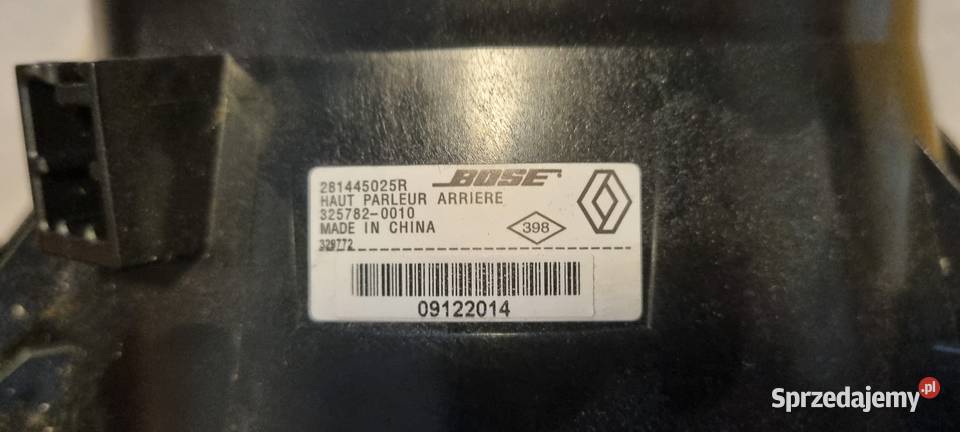 281445025R BOSE
HAUT PARLEUR ARRIERE
325782-0010
MADE IN CHINA 398
329772
09122014
Sprzedajemy.pl